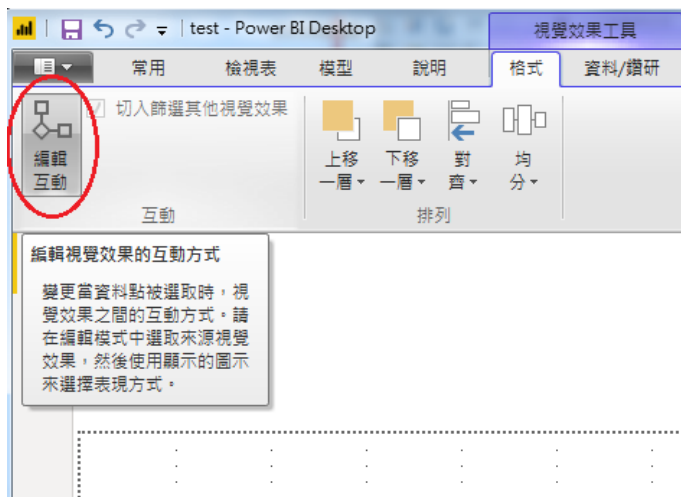 test - Power BI Desktop
視覺效果工具
常用 檢視表 模型 說明 格式 資料/鑽研
切入篩選其他視覺效果
編輯
互動
上移
一層
下移
一層
對
齊
均
分
互動
排列
編輯視覺效果的互動方式
變更當資料點被選取時，視
覺效果之間的互動方式。請
在編輯模式中選取來源視覺
效果，然後使用顯示的圖示
來選擇表現方式。